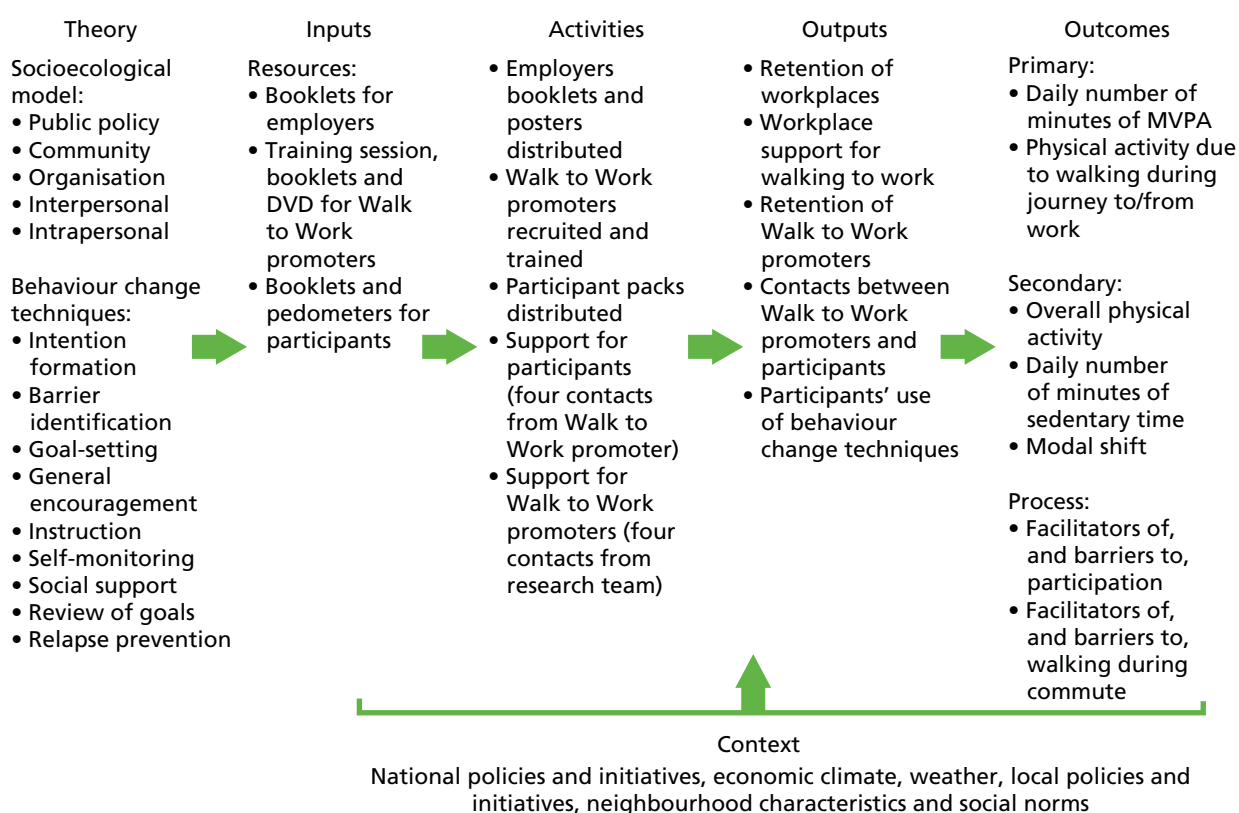 Theory
Socioecological
model:
• Public policy
• Community
• Organisation
• Interpersonal
• Intrapersonal
Behaviour change
techniques:
• Intention
formation
• Barrier
identification
• Goal-setting
• General
encouragement
• Instruction
• Self-monitoring
• Social support
• Review of goals
• Relapse prevention
Inputs
Resources:
• Booklets for
employers
• Training session,
booklets and
DVD for Walk
to Work
promoters
• Booklets and
pedometers for
participants
Activities
• Employers
booklets and
posters
distributed
• Walk to Work
promoters
recruited and
trained
• Participant packs
distributed
• Support for
participants
(four contacts
from Walk to
Work promoter)
• Support for
Walk to Work
promoters (four
contacts from
research team)
Outputs
• Retention of
workplaces
• Workplace
support for
walking to work
• Retention of
Walk to Work
promoters
• Contacts between
Walk to Work
promoters and
participants
• Participants’ use
of behaviour
change techniques
Outcomes
Primary:
• Daily number of
minutes of MVPA
• Physical activity due
to walking during
journey to/from
work
Secondary:
• Overall physical
activity
• Daily number
of minutes of
sedentary time
• Modal shift
Process:
• Facilitators of,
and barriers to,
participation
• Facilitators of,
and barriers to,
walking during
commute
Context
National policies and initiatives, economic climate, weather, local policies and
initiatives, neighbourhood characteristics and social norms